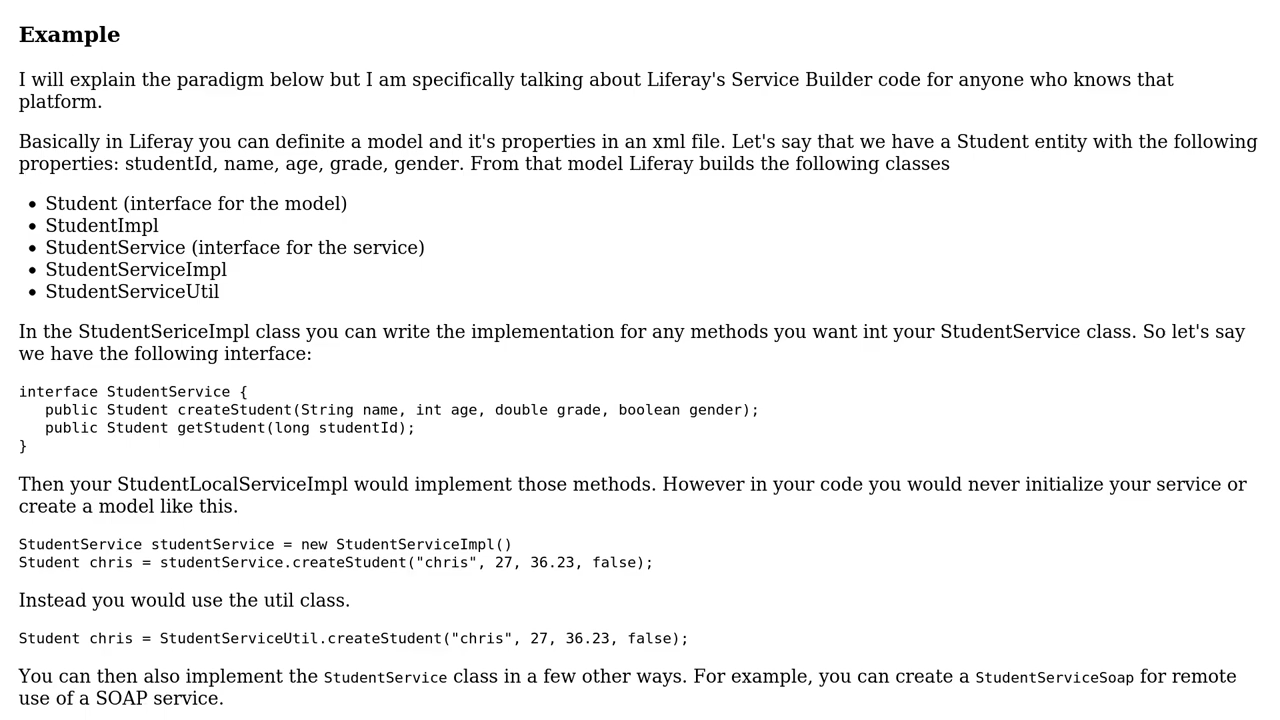 Example
I will explain the paradigm below but I am specifically talking about Liferay's Service Builder code for anyone who knows that
platform.
Basically in Liferay you can definite a model and it's properties in an xml file. Let's say that we have a Student entity with the following
properties: studentId, name, age, grade, gender. From that model Liferay builds the following classes
• Student (interface for the model)
• StudentImpl
• StudentService (interface for the service)
• StudentServiceImpl
• StudentServiceUtil
In the StudentSericeImpl class you can write the implementation for any methods you want int your StudentService class. So let's say
we have the following interface:
interface StudentService {
   public Student createStudent(String name, int age, double grade, boolean gender);
   public Student getStudent(long studentId);
}
Then your StudentLocalServiceImpl would implement those methods. However in your code you would never initialize your service or
create a model like this.
StudentService studentService = new StudentServiceImpl()
Student chris = studentService.createStudent("chris", 27, 36.23, false);
Instead you would use the util class.
Student chris = StudentServiceUtil.createStudent("chris", 27, 36.23, false);
You can then also implement the StudentService class in a few other ways. For example, you can create a StudentServiceSoap for remote
use of a SOAP service.